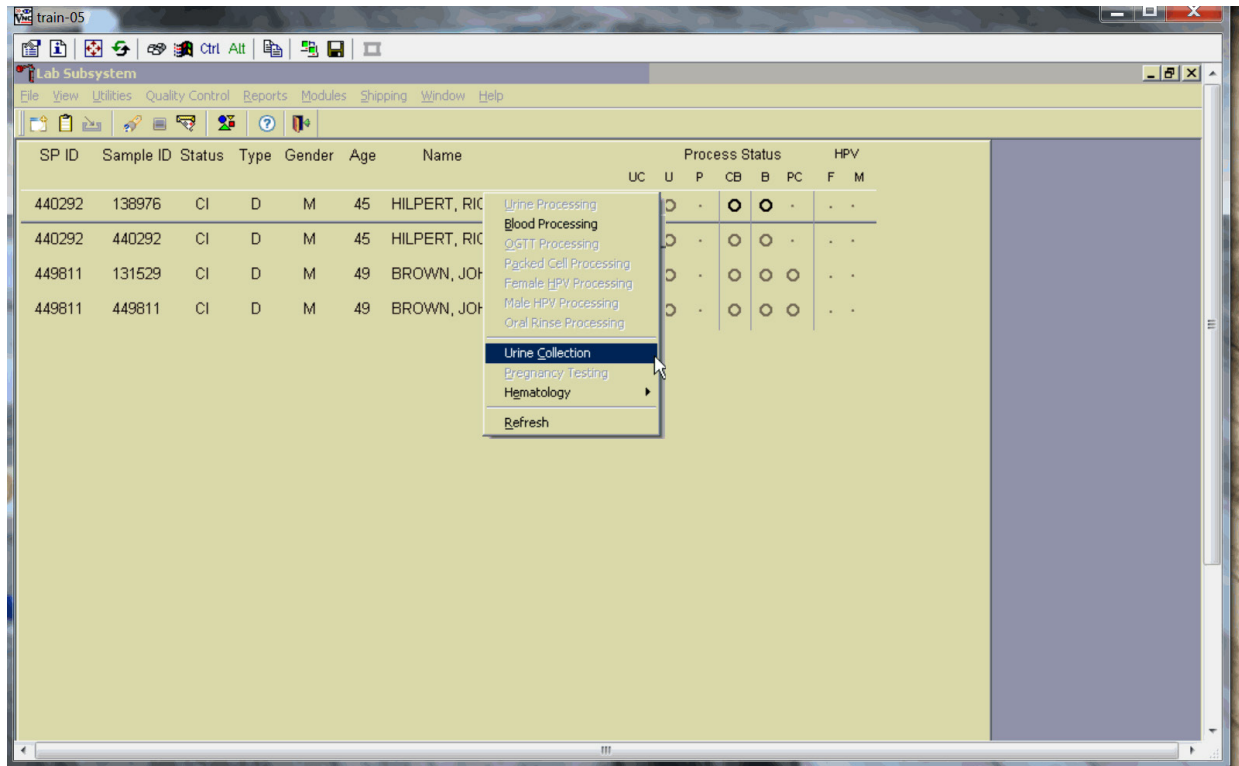 train-05
Ctrl Alt
Lab Subsystem
File View Utilities Quality Control Reports Modules Shipping Window Help
SP ID Sample ID Status Type Gender Age Name Process Status HPV
UC U P CB B PC F M
440292 138976 CI D M 45 HILPERT, RIC
440292 440292 CI D M 45 HILPERT, RIC
449811 131529 CI D M 49 BROWN, JOH
449811 449811 CI D M 49 BROWN, JOH
Urine Processing
Blood Processing
OGTT Processing
Packed Cell Processing
Female HPV Processing
Male HPV Processing
Oral Rinse Processing
Urine Collection
Pregnancy Testing
Hematology
Refresh